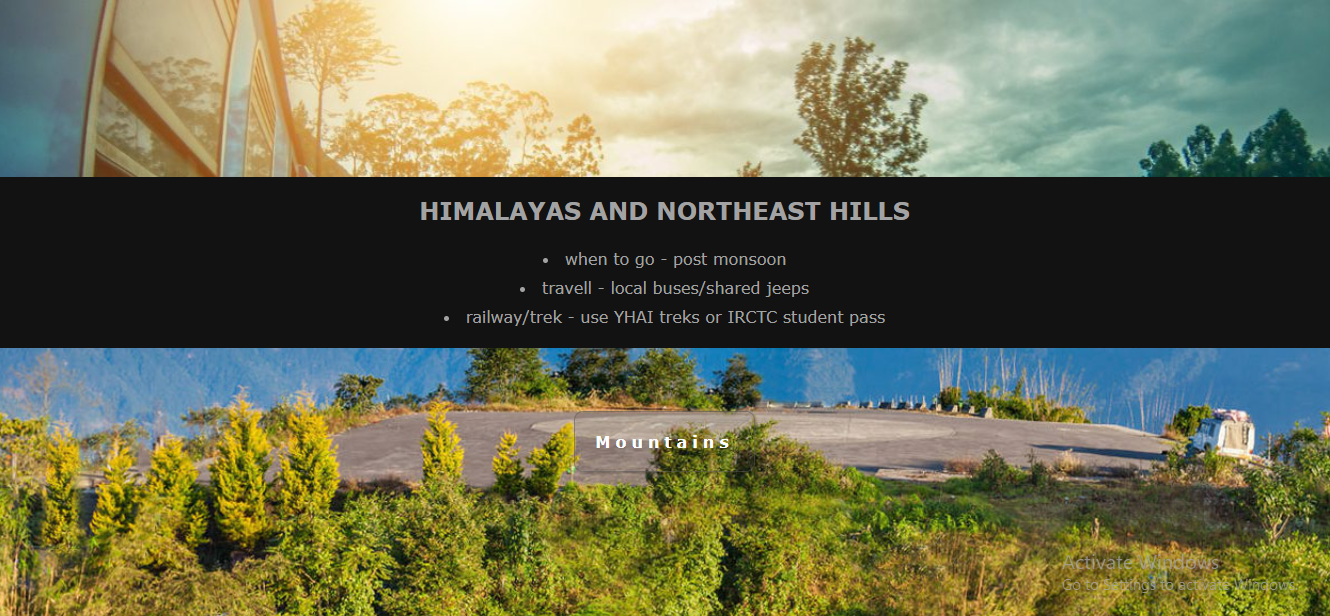 HIMALAYAS AND NORTHEAST HILLS
• when to go - post monsoon
• travell - local buses/shared jeeps
• railway/trek - use YHAI treks or IRCTC student pass
Mountains
Activate Windows
Go to Settings to activate Windows.